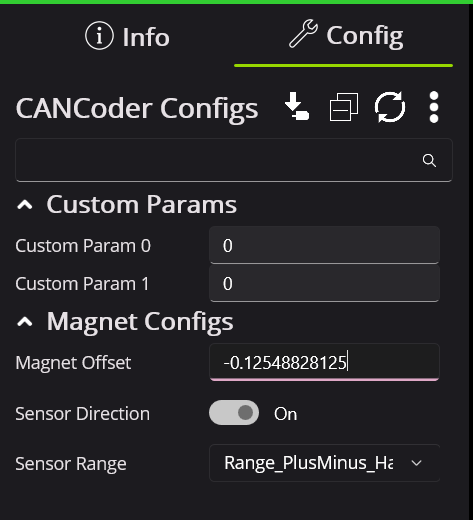 Info
Config
CANCoder Configs
Custom Params
Custom Param 0
0
Custom Param 1
0
Magnet Configs
Magnet Offset
-0.12548828125
Sensor Direction
On
Sensor Range
Range_PlusMinus_Ha